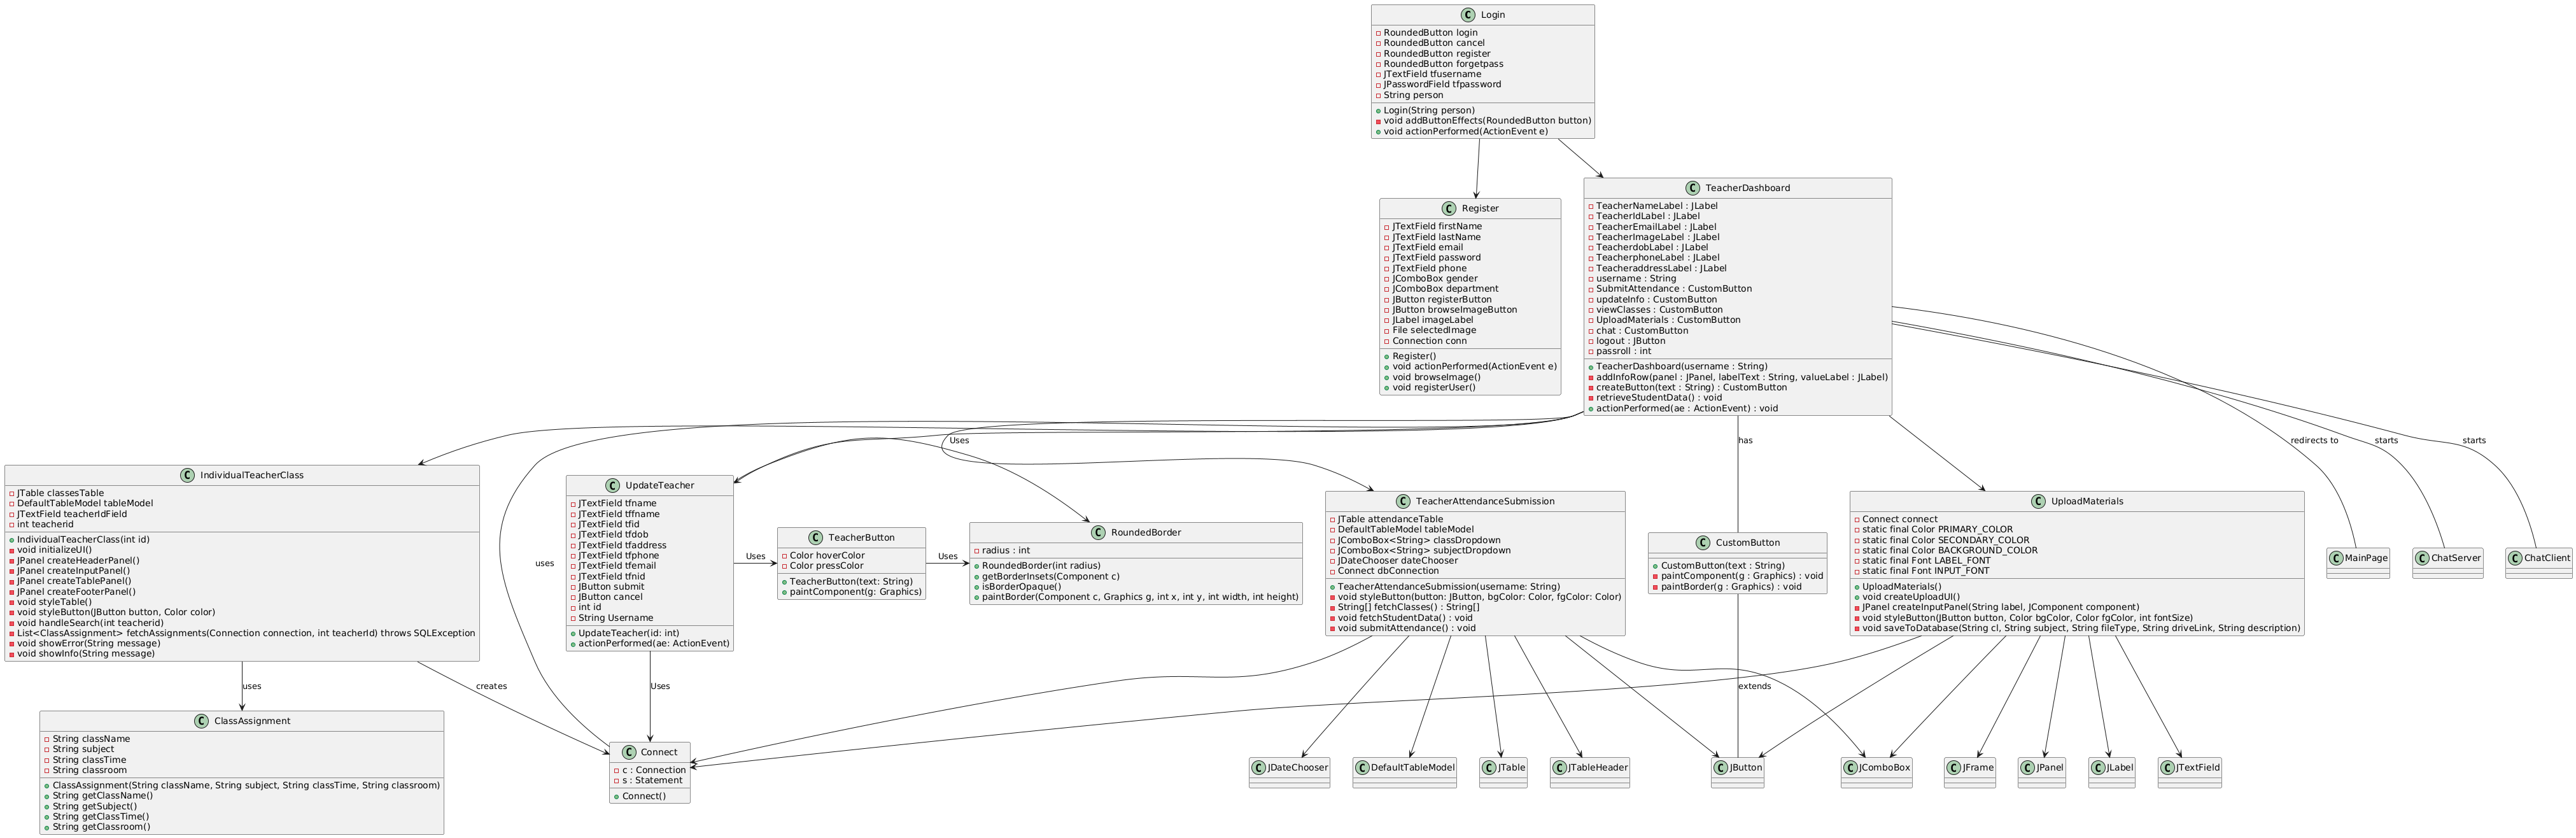 Login
RoundedButton login
RoundedButton cancel
RoundedButton register
RoundedButton forgetpass
JTextField tfusername
JPasswordField tfpassword
String person
Login(String person)
void addButtonEffects(RoundedButton button)
void actionPerformed(ActionEvent e)
Register
JTextField firstName
JTextField lastName
JTextField email
JTextField password
JTextField phone
JComboBox gender
JComboBox department
JButton registerButton
JButton browseImageButton
JLabel imageLabel
File selectedImage
Connection conn
Register()
void actionPerformed(ActionEvent e)
void browseImage()
void registerUser()
TeacherDashboard
TeacherNameLabel : JLabel
TeacherIdLabel : JLabel
TeacherEmailLabel : JLabel
TeacherImageLabel : JLabel
TeacherdobLabel : JLabel
TeacherphoneLabel : JLabel
TeacheraddressLabel : JLabel
username : String
SubmitAttendance : CustomButton
updateInfo : CustomButton
viewClasses : CustomButton
UploadMaterials : CustomButton
chat : CustomButton
logout : JButton
passroll : int
TeacherDashboard(username : String)
addInfoRow(panel : JPanel, labelText : String, valueLabel : JLabel)
createButton(text : String) : CustomButton
retrieveStudentData() : void
actionPerformed(ae : ActionEvent) : void
Uses
has
redirects to
starts
starts
IndividualTeacherClass
JTable classesTable
DefaultTableModel tableModel
JTextField teacherIdField
int teacherid
IndividualTeacherClass(int id)
void initializeUI()
JPanel createHeaderPanel()
JPanel createInputPanel()
JPanel createTablePanel()
JPanel createFooterPanel()
void styleTable()
void styleButton(JButton button, Color color)
void handleSearch(int teacherid)
List<ClassAssignment> fetchAssignments(Connection connection, int teacherId) throws SQLException
void showError(String message)
void showInfo(String message)
uses
UpdateTeacher
JTextField tfname
JTextField tffname
JTextField tfid
JTextField tfdob
JTextField tfaddress
JTextField tfphone
JTextField tfemail
JTextField tfnid
JButton submit
JButton cancel
int id
String Username
UpdateTeacher(id: int)
actionPerformed(ae: ActionEvent)
Uses
TeacherButton
Color hoverColor
Color pressColor
TeacherButton(text: String)
paintComponent(g: Graphics)
Uses
RoundedBorder
radius : int
RoundedBorder(int radius)
getBorderInsets(Component c)
isBorderOpaque()
paintBorder(Component c, Graphics g, int x, int y, int width, int height)
TeacherAttendanceSubmission
JTable attendanceTable
DefaultTableModel tableModel
JComboBox<String> classDropdown
JComboBox<String> subjectDropdown
JDateChooser dateChooser
Connect dbConnection
TeacherAttendanceSubmission(username: String)
void styleButton(button: JButton, bgColor: Color, fgColor: Color)
String[] fetchClasses() : String[]
void fetchStudentData() : void
void submitAttendance() : void
CustomButton
CustomButton(text : String)
paintComponent(g : Graphics) : void
paintBorder(g : Graphics) : void
UploadMaterials
Connect connect
static final Color PRIMARY_COLOR
static final Color SECONDARY_COLOR
static final Color BACKGROUND_COLOR
static final Font LABEL_FONT
static final Font INPUT_FONT
UploadMaterials()
void createUploadUI()
JPanel createInputPanel(String label, JComponent component)
void styleButton(JButton button, Color bgColor, Color fgColor, int fontSize)
void saveToDatabase(String cl, String subject, String fileType, String driveLink, String description)
MainPage
ChatServer
ChatClient
uses
creates
Uses
extends
ClassAssignment
String className
String subject
String classTime
String classroom
ClassAssignment(String className, String subject, String classTime, String classroom)
String getClassName()
String getSubject()
String getClassTime()
String getClassroom()
Connect
c : Connection
s : Statement
Connect()
JDateChooser
DefaultTableModel
JTable
JTableHeader
JButton
JComboBox
JFrame
JPanel
JLabel
JTextField